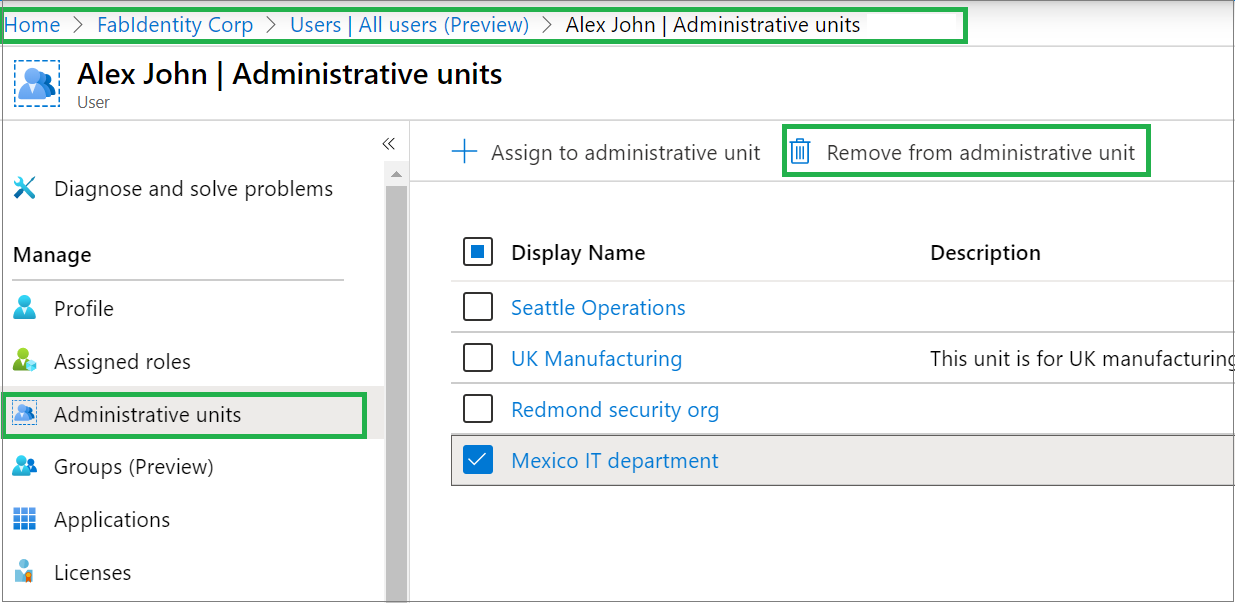 Home > FabIdentity Corp > Users | All users (Preview) > Alex John | Administrative units
Alex John | Administrative units
User
«
Diagnose and solve problems
Manage
Profile
Assigned roles
Administrative units
Groups (Preview)
Applications
Licenses
+ Assign to administrative unit Remove from administrative unit
Display Name Description
Seattle Operations
UK Manufacturing This unit is for UK manufacturing
Redmond security org
Mexico IT department